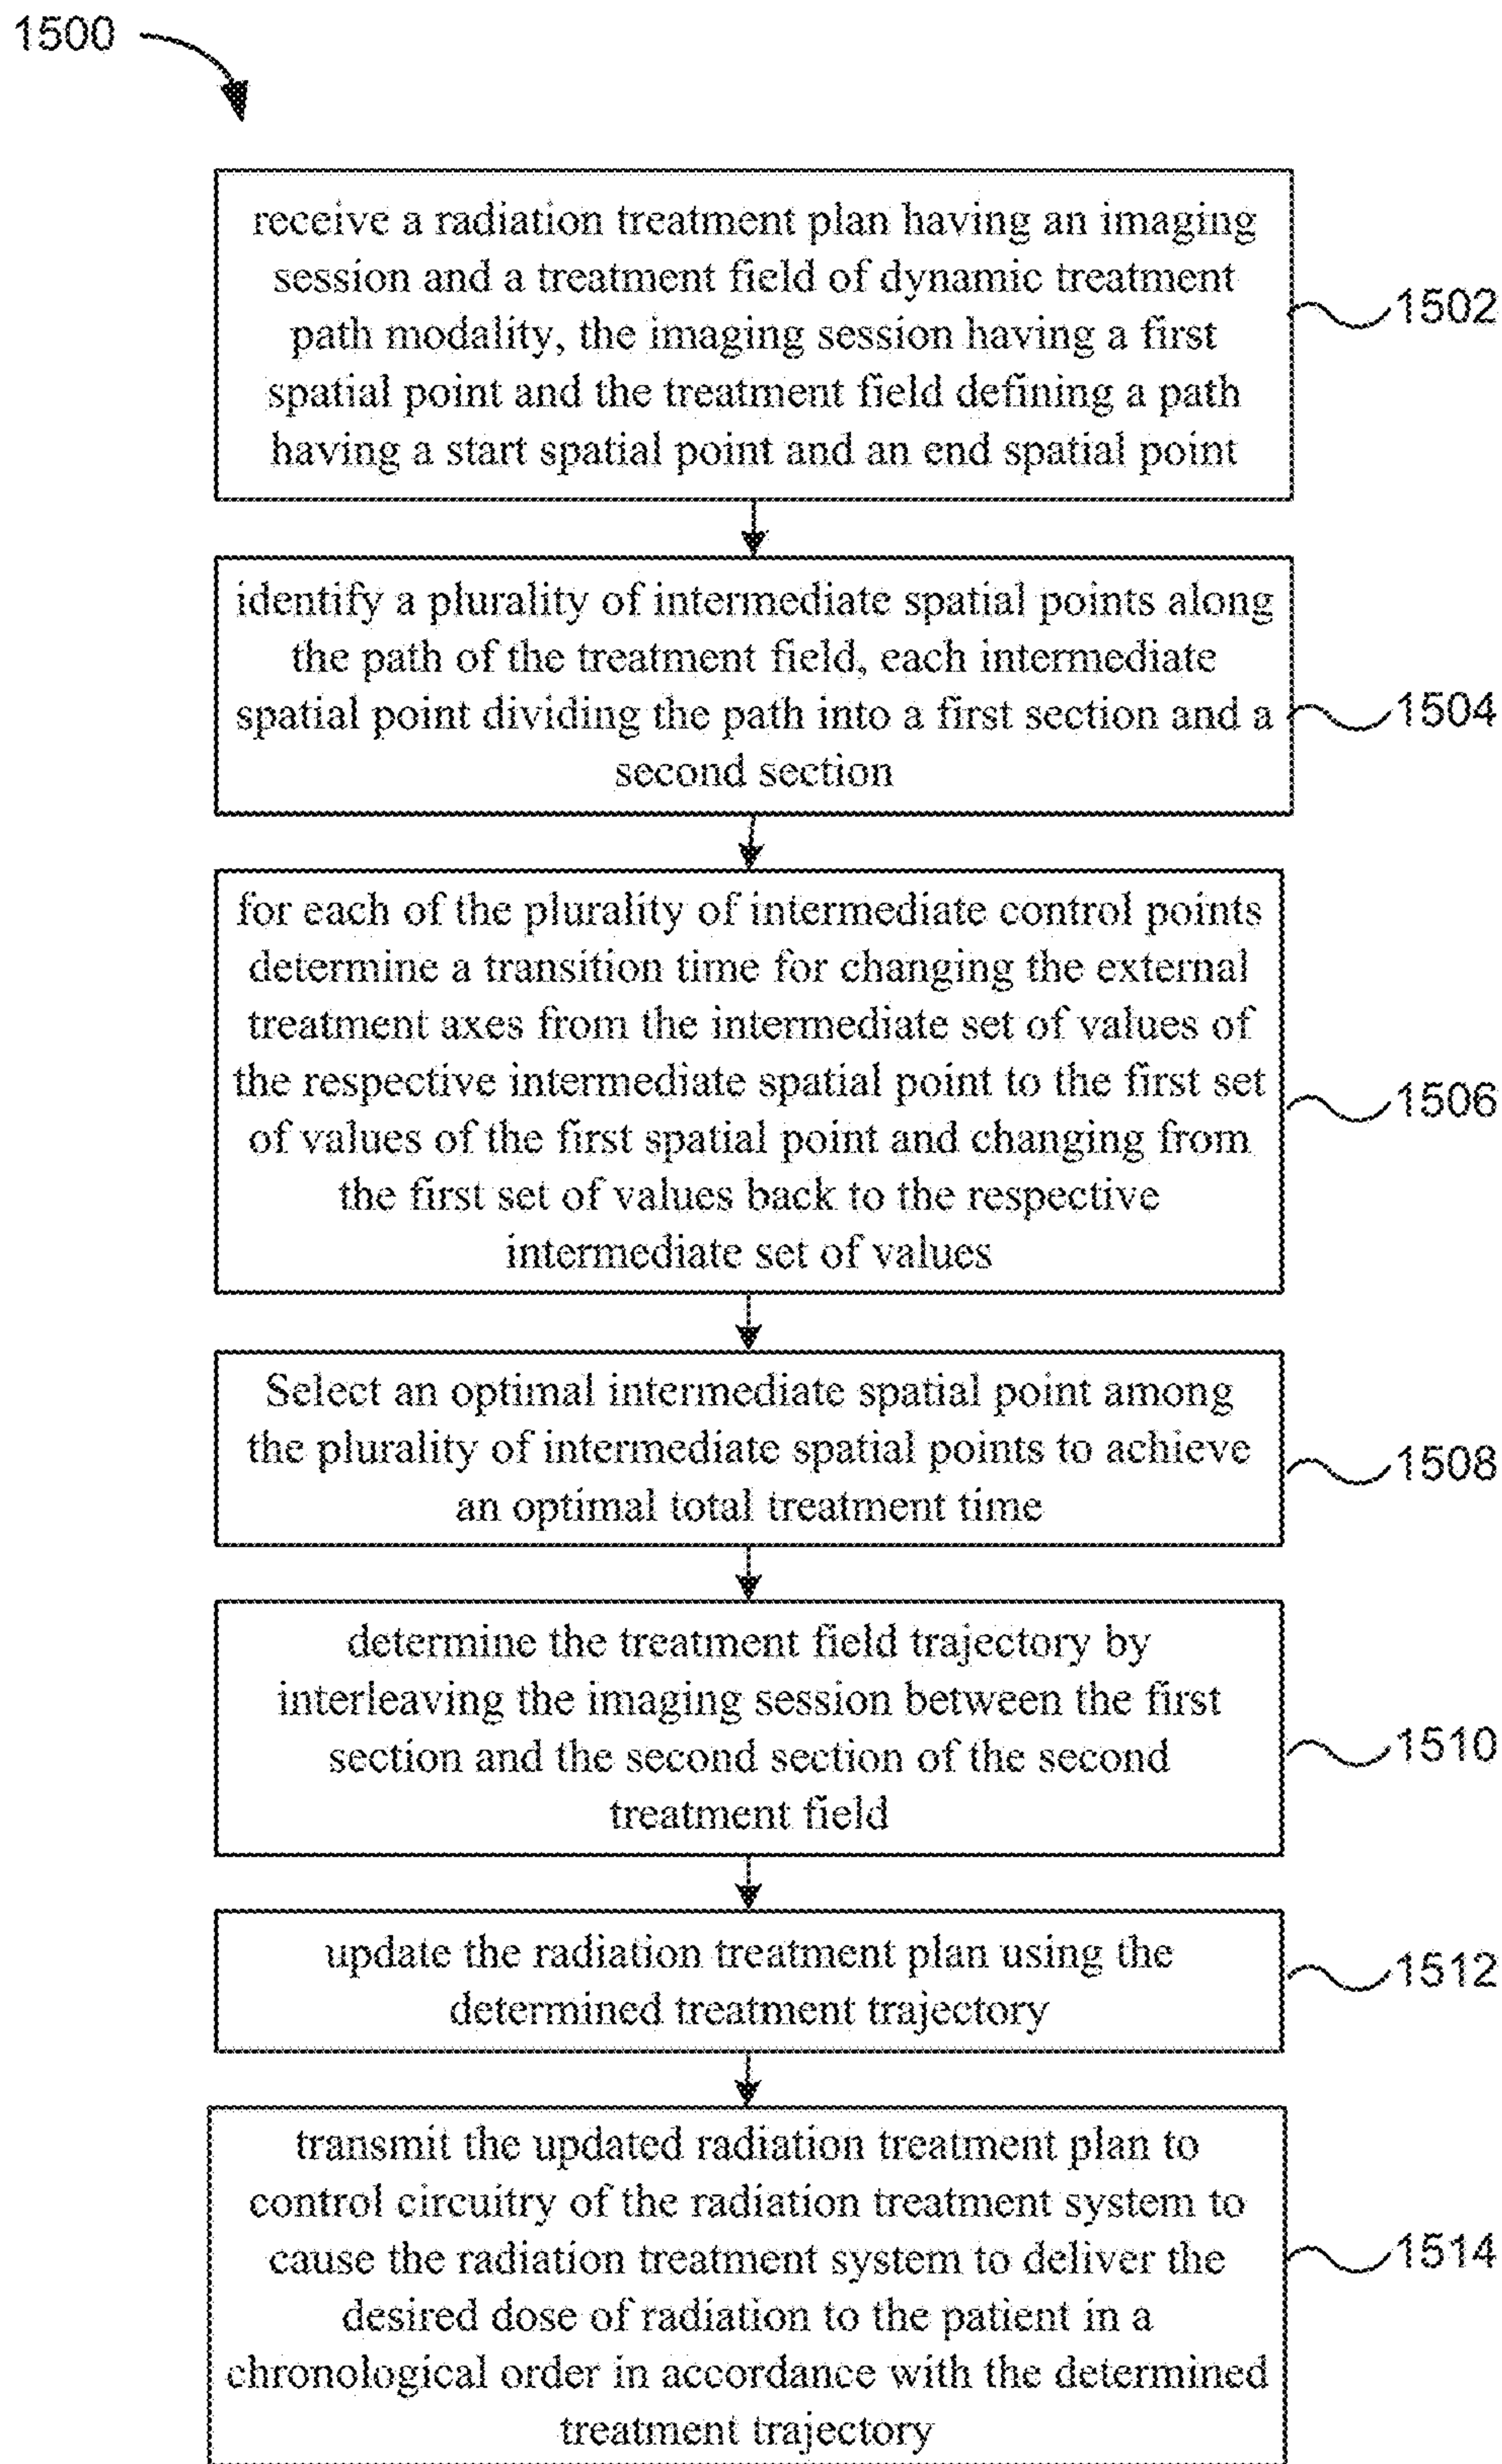 1500
receive a radiation treatment plan having an imaging
session and a treatment field of dynamic treatment
path modality, the imaging session having a first
spatial point and the treatment field defining a path
having a start spatial point and an end spatial point
1502
identify a plurality of intermediate spatial points along
the path of the treatment field, each intermediate
spatial point dividing the path into a first section and a
second section
1504
for each of the plurality of intermediate control points
determine a transition time for changing the external
treatment axes from the intermediate set of values of
the respective intermediate spatial point to the first set
of values of the first spatial point and changing from
the first set of values back to the respective
intermediate set of values
1506
Select an optimal intermediate spatial point among
the plurality of intermediate spatial points to achieve
an optimal total treatment time
1508
determine the treatment field trajectory by
interleaving the imaging session between the first
section and the second section of the second
treatment field
1510
update the radiation treatment plan using the
determined treatment trajectory
1512
transmit the updated radiation treatment plan to
control circuitry of the radiation treatment system to
cause the radiation treatment system to deliver the
desired dose of radiation to the patient in a
chronological order in accordance with the determined
treatment trajectory
1514